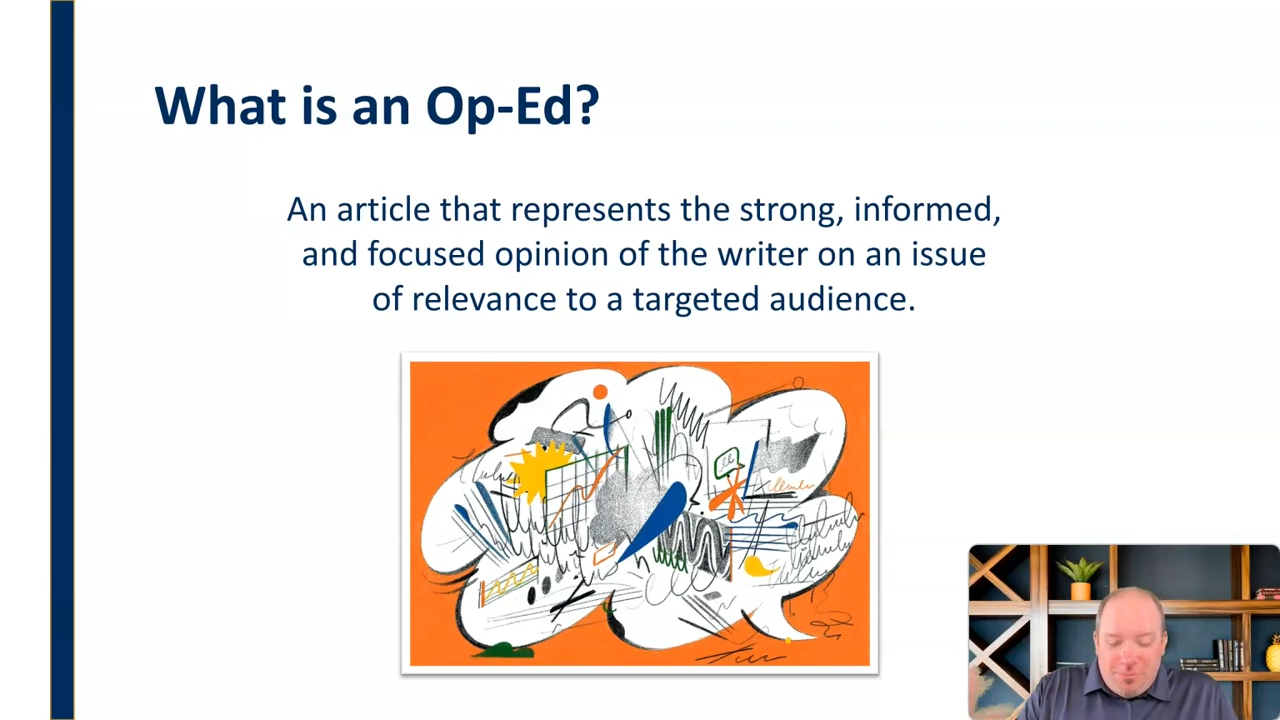 What is an Op-Ed?
An article that represents the strong, informed,
and focused opinion of the writer on an issue
of relevance to a targeted audience.